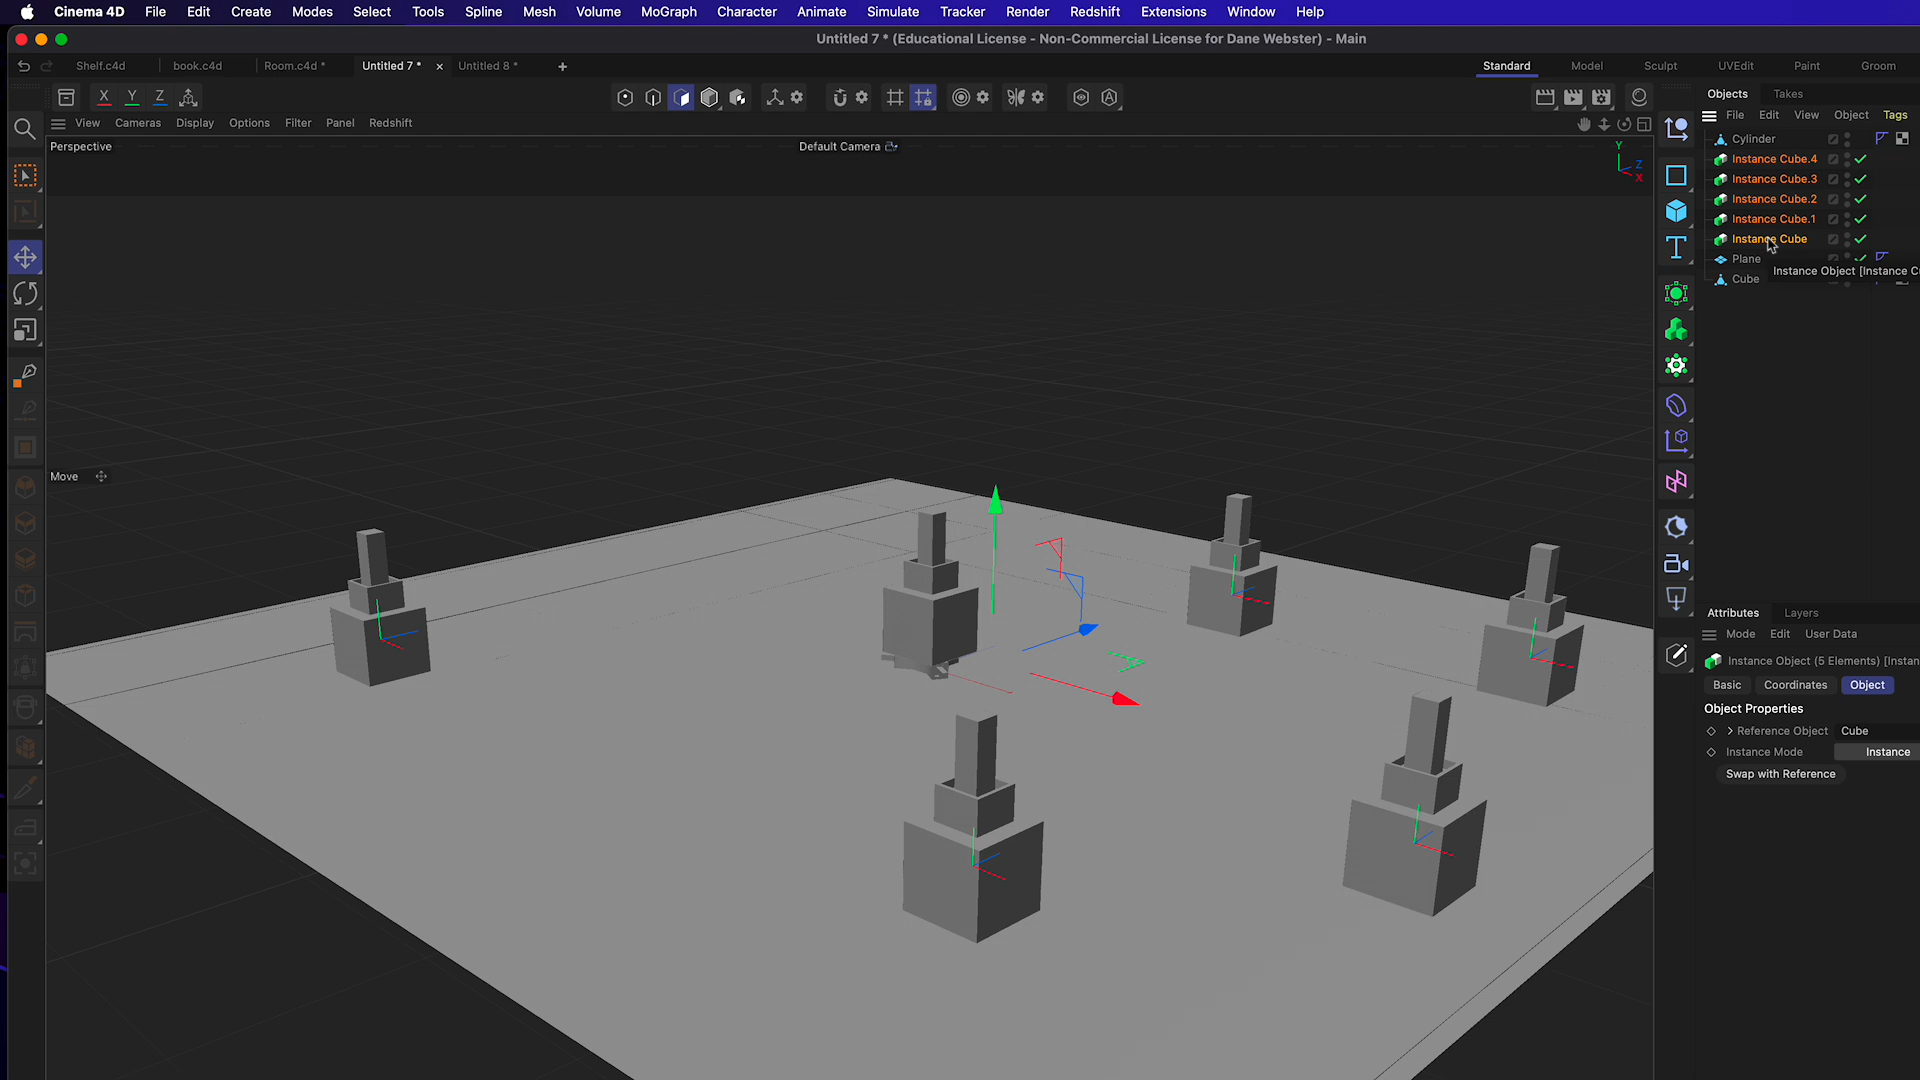 Cinema 4D File Edit Create Modes Select Tools Spline Mesh Volume MoGraph Character Animate Simulate Tracker Render Redshift Extensions Window Help
Untitled 7 * (Educational License - Non-Commercial License for Dane Webster) - Main
Shelf.c4d book.c4d Room.c4d * Untitled 7 * × Untitled 8 * + Standard Model Sculpt UVEdit Paint Groom
X Y Z
Objects Takes
File Edit View Object Tags
View Cameras Display Options Filter Panel Redshift
Perspective
Default Camera
Y
Z
X
Cylinder
Instance Cube.4
Instance Cube.3
Instance Cube.2
Instance Cube.1
Instance Cube
Plane
Instance Object [Instance C
Cube
Move
Attributes Layers
Mode Edit User Data
Instance Object (5 Elements) [Instan
Basic Coordinates Object
Object Properties
Reference Object Cube
Instance Mode Instance
Swap with Reference